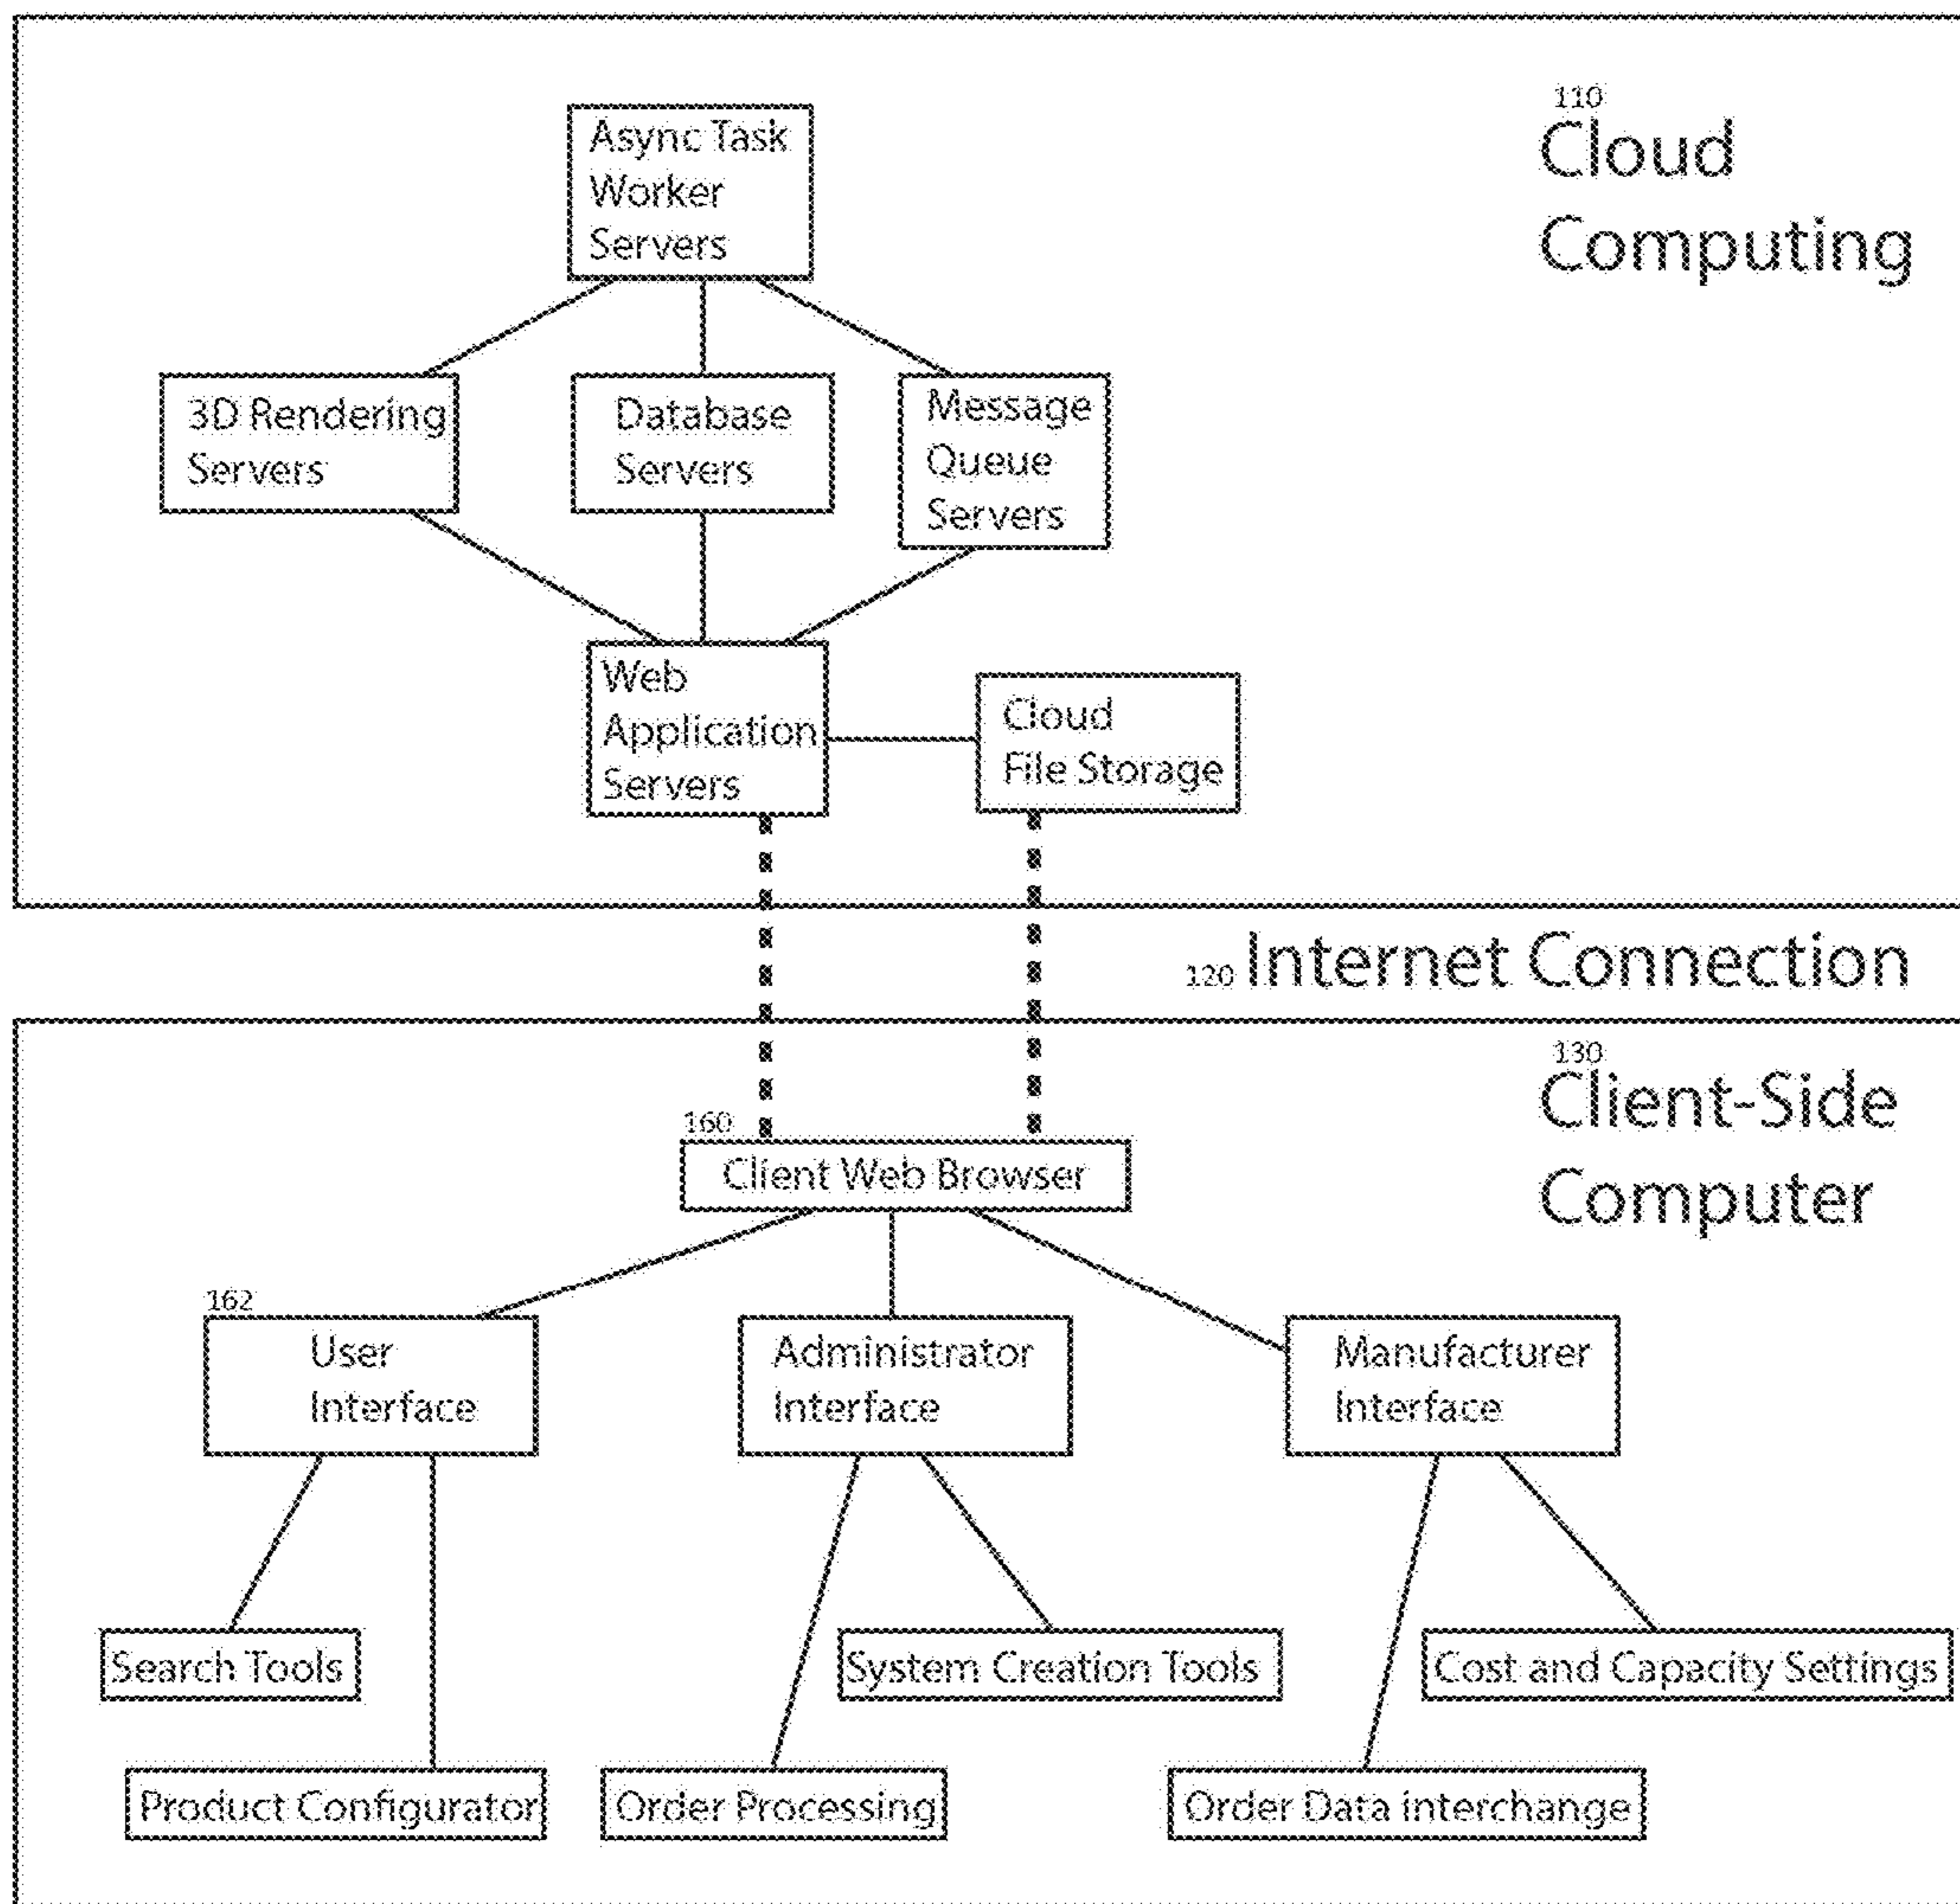 110
Cloud
Computing
Async Task
Worker
Servers
3D Rendering
Servers
Database
Servers
Message
Queue
Servers
Web
Application
Servers
Cloud
File Storage
120 Internet Connection
130
Client-Side
Computer
160
Client Web Browser
162
User
Interface
Administrator
Interface
Manufacturer
Interface
Search Tools
System Creation Tools
Cost and Capacity Settings
Product Configurator
Order Processing
Order Data interchange